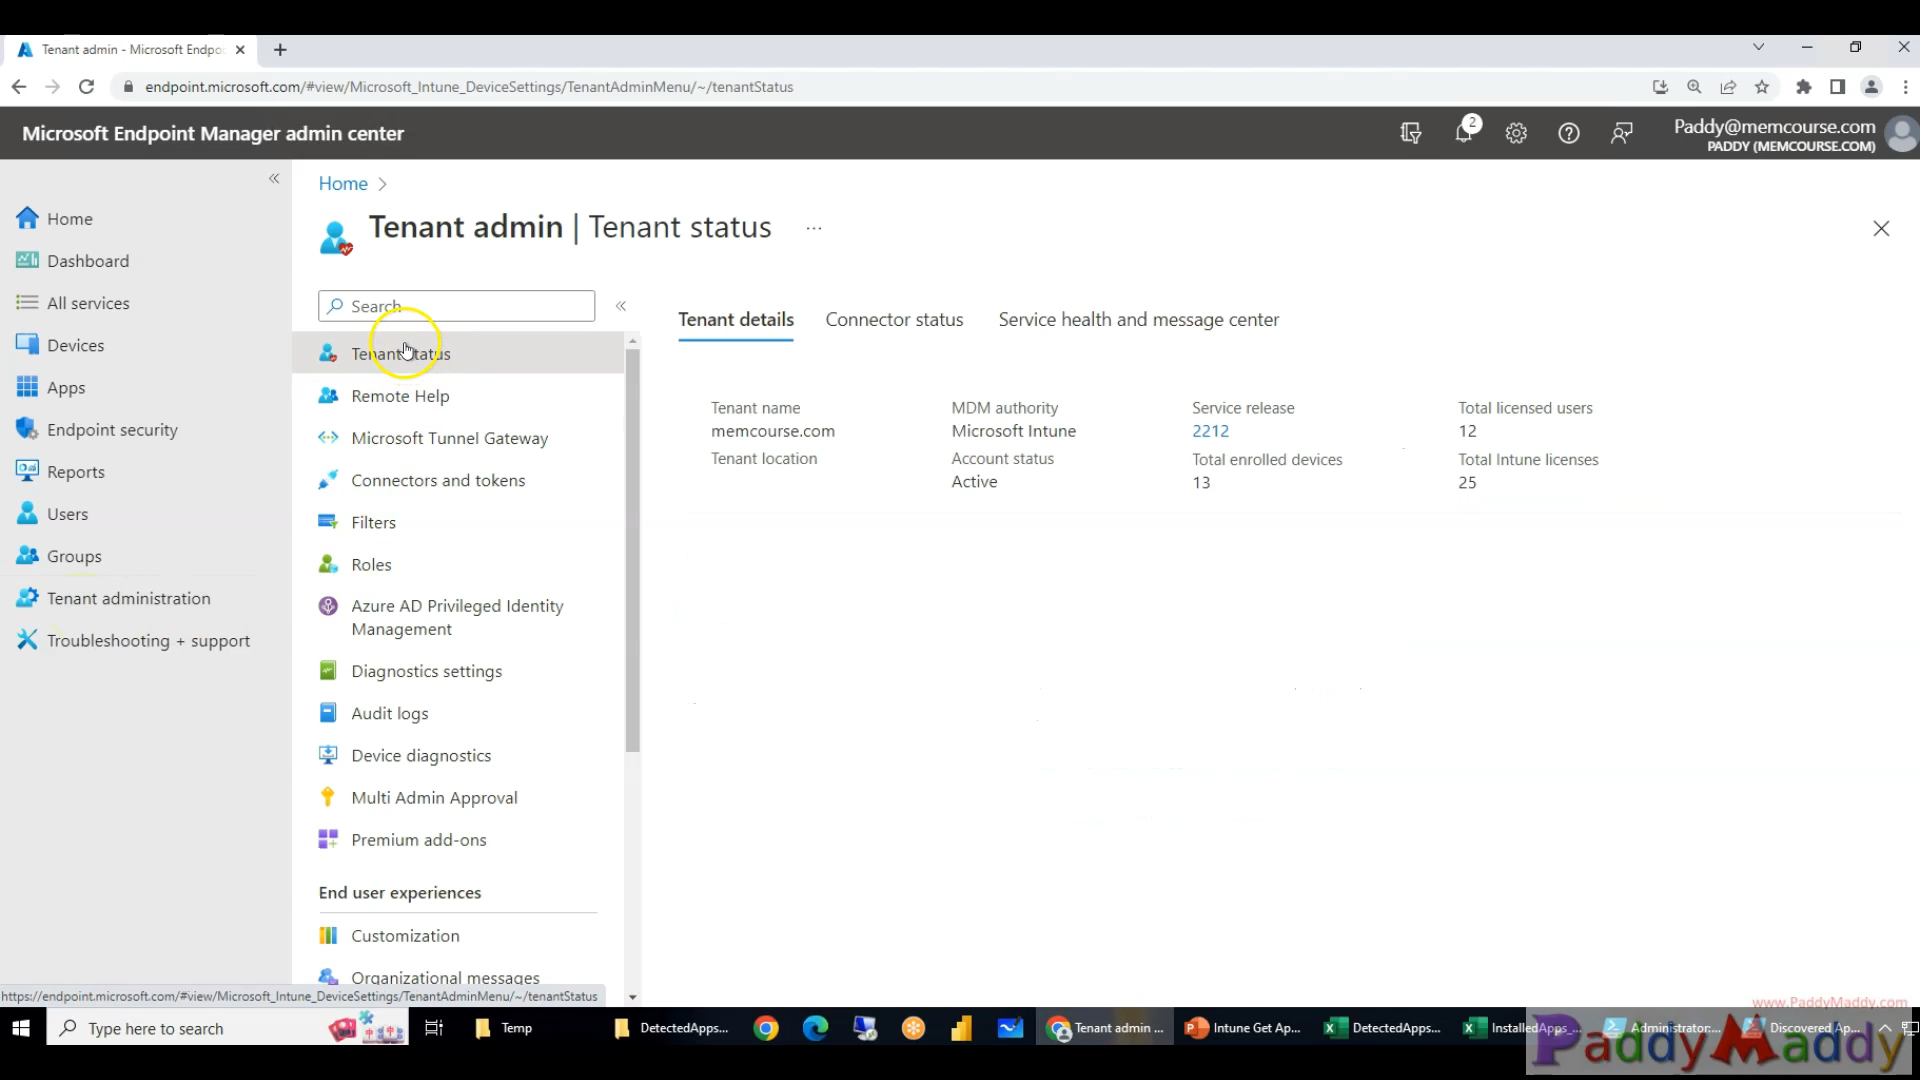 Tenant admin - Microsoft Endpo
endpoint.microsoft.com/#view/Microsoft_Intune_DeviceSettings/TenantAdminMenu/~/tenantStatus
Microsoft Endpoint Manager admin center
2
Paddy@memcourse.com
PADDY (MEMCOURSE.COM)
Home
Dashboard
All services
Devices
Apps
Endpoint security
Reports
Users
Groups
Tenant administration
Troubleshooting + support
Home >
Tenant admin | Tenant status ...
Search
Tenant status
Remote Help
Microsoft Tunnel Gateway
Connectors and tokens
Filters
Roles
Azure AD Privileged Identity
Management
Diagnostics settings
Audit logs
Device diagnostics
Multi Admin Approval
Premium add-ons
End user experiences
Customization
Organizational messages
Tenant details Connector status Service health and message center
Tenant name
memcourse.com
Tenant location
MDM authority
Microsoft Intune
Account status
Active
Service release
2212
Total enrolled devices
13
Total licensed users
12
Total Intune licenses
25
https://endpoint.microsoft.com/#view/Microsoft_Intune_DeviceSettings/TenantAdminMenu/~/tenantStatus
www.PaddyMaddy.com
Type here to search
Temp
DetectedApps...
Tenant admin ...
Intune Get Ap...
DetectedApps...
InstalledApps_...
Administrator:...
Discovered Ap...
PaddyMaddy